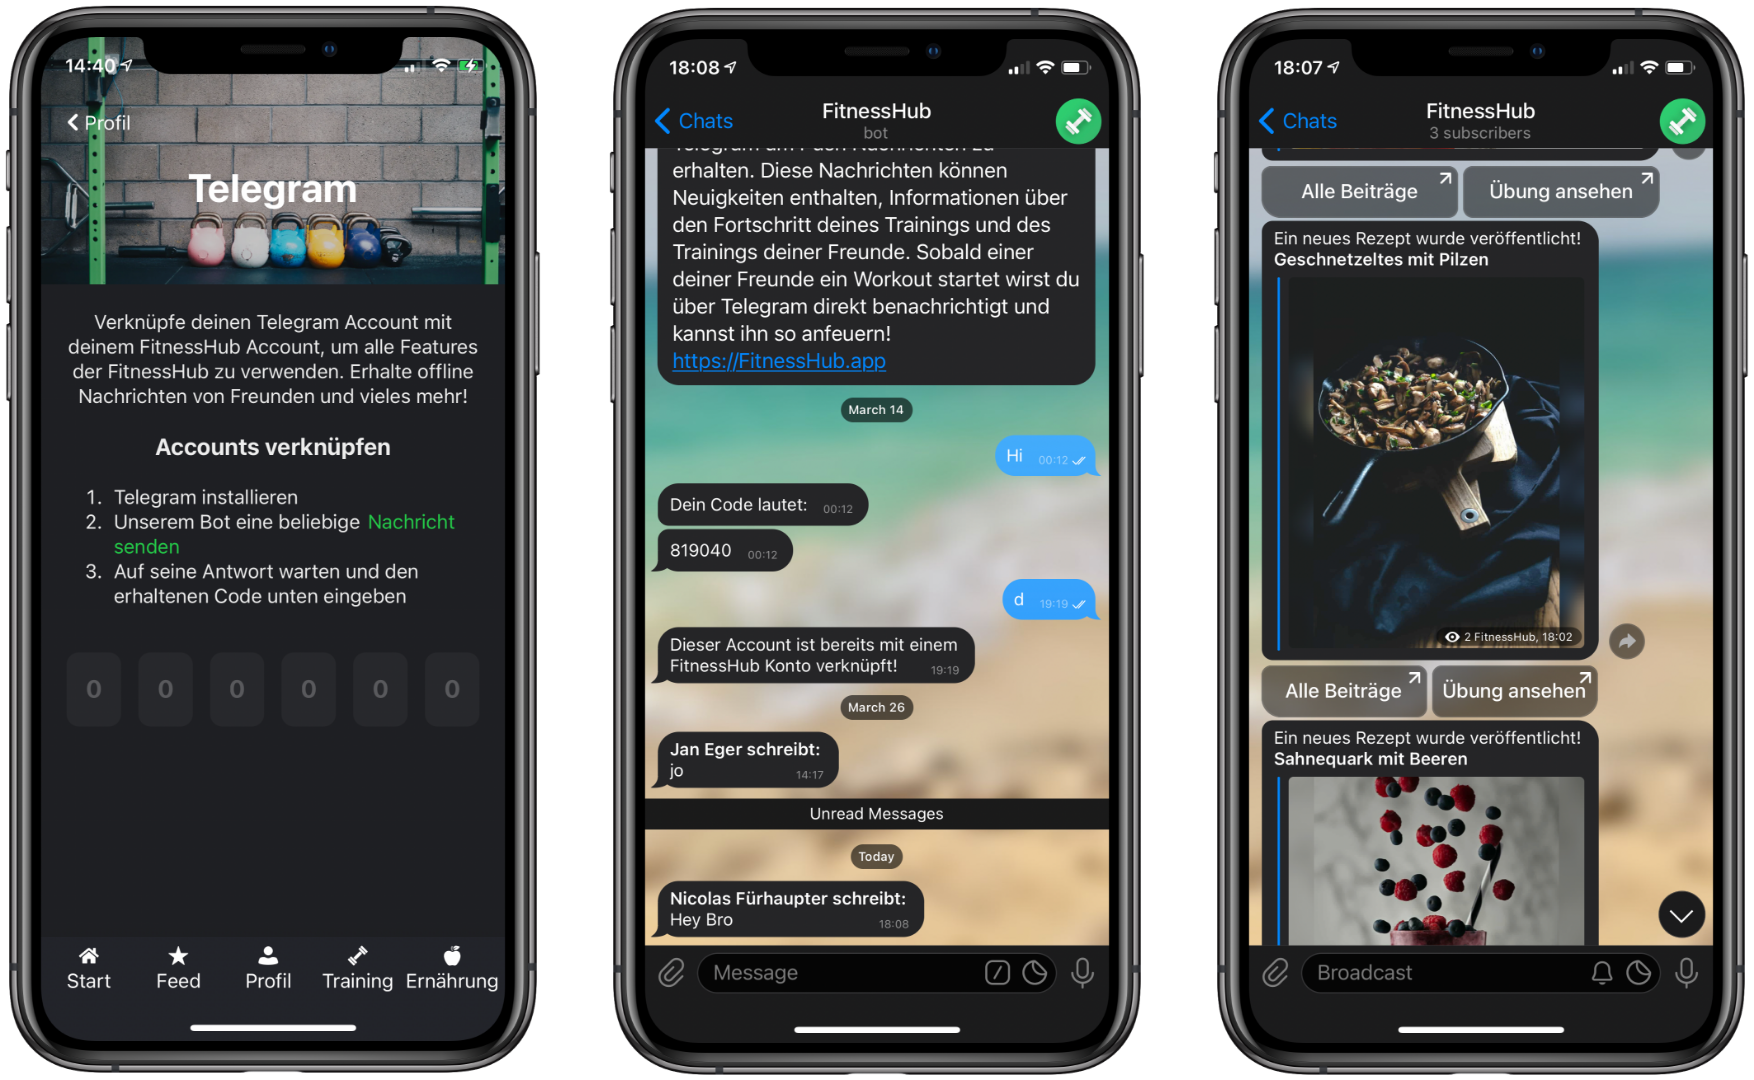 14:40
Profil
Telegram
Verknüpfe deinen Telegram Account mit
deinem FitnessHub Account, um alle Features
der FitnessHub zu verwenden. Erhalte offline
Nachrichten von Freunden und vieles mehr!
Accounts verknüpfen
1. Telegram installieren
2. Unserem Bot eine beliebige Nachricht
senden
3. Auf seine Antwort warten und den
erhaltenen Code unten eingeben
0 0 0 0 0 0
Start Feed Profil Training Ernährung
18:08
Chats
FitnessHub
bot
Telegram um Push Nachrichten zu
erhalten. Diese Nachrichten können
Neuigkeiten enthalten, Informationen über
den Fortschritt deines Trainings und des
Trainings deiner Freunde. Sobald einer
deiner Freunde ein Workout startet wirst du
über Telegram direkt benachrichtigt und
kannst ihn so anfeuern!
https://FitnessHub.app
March 14
Hi 00:12
Dein Code lautet: 00:12
819040 00:12
d 19:19
Dieser Account ist bereits mit einem
FitnessHub Konto verknüpft! 19:19
March 26
Jan Eger schreibt:
jo 14:17
Unread Messages
Today
Nicolas Fürhaupter schreibt:
Hey Bro 18:08
Message
18:07
Chats
FitnessHub
3 subscribers
Alle Beiträge Übung ansehen
Ein neues Rezept wurde veröffentlicht!
Geschnetzeltes mit Pilzen
2 FitnessHub, 18:02
Alle Beiträge Übung ansehen
Ein neues Rezept wurde veröffentlicht!
Sahnequark mit Beeren
Broadcast